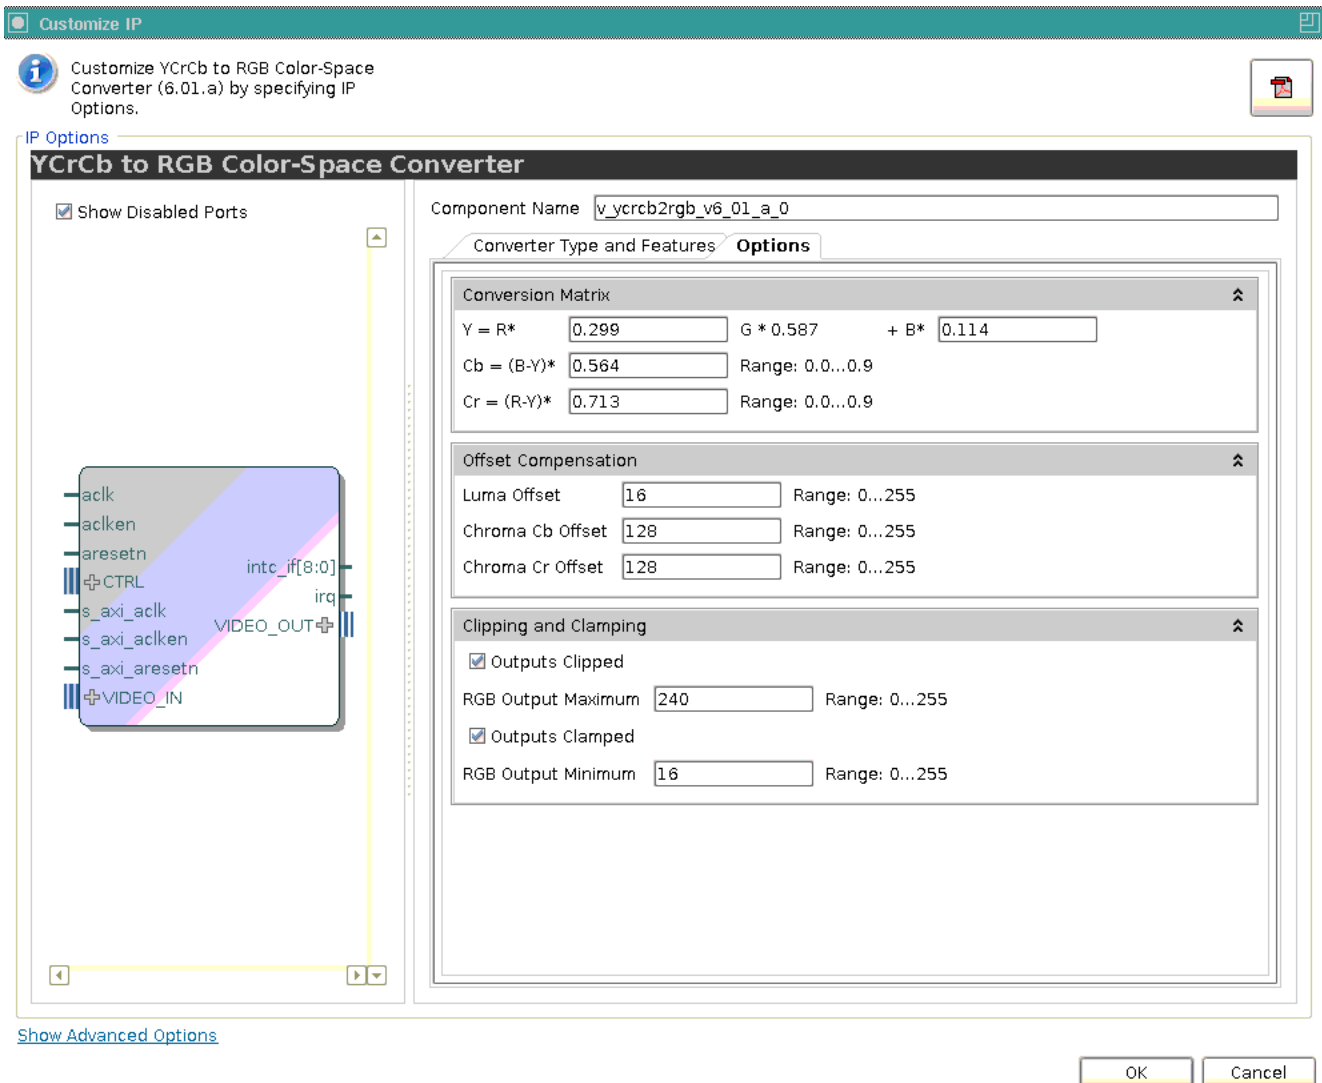 Customize IP
Customize YCrCb to RGB Color-Space
Converter (6.01.a) by specifying IP
Options.
IP Options
YCrCb to RGB Color-Space Converter
Show Disabled Ports
aclk
aclken
aresetn
CTRL
s_axi_aclk
s_axi_aclken
s_axi_aresetn
VIDEO_IN
intc_if[8:0]
irq
VIDEO_OUT
Component Name v_ycrcb2rgb_v6_01_a_0
Converter Type and Features Options
Conversion Matrix
Y = R* 0.299 G * 0.587 + B* 0.114
Cb = (B-Y)* 0.564 Range: 0.0...0.9
Cr = (R-Y)* 0.713 Range: 0.0...0.9
Offset Compensation
Luma Offset 16 Range: 0...255
Chroma Cb Offset 128 Range: 0...255
Chroma Cr Offset 128 Range: 0...255
Clipping and Clamping
Outputs Clipped
RGB Output Maximum 240 Range: 0...255
Outputs Clamped
RGB Output Minimum 16 Range: 0...255
Show Advanced Options
OK Cancel